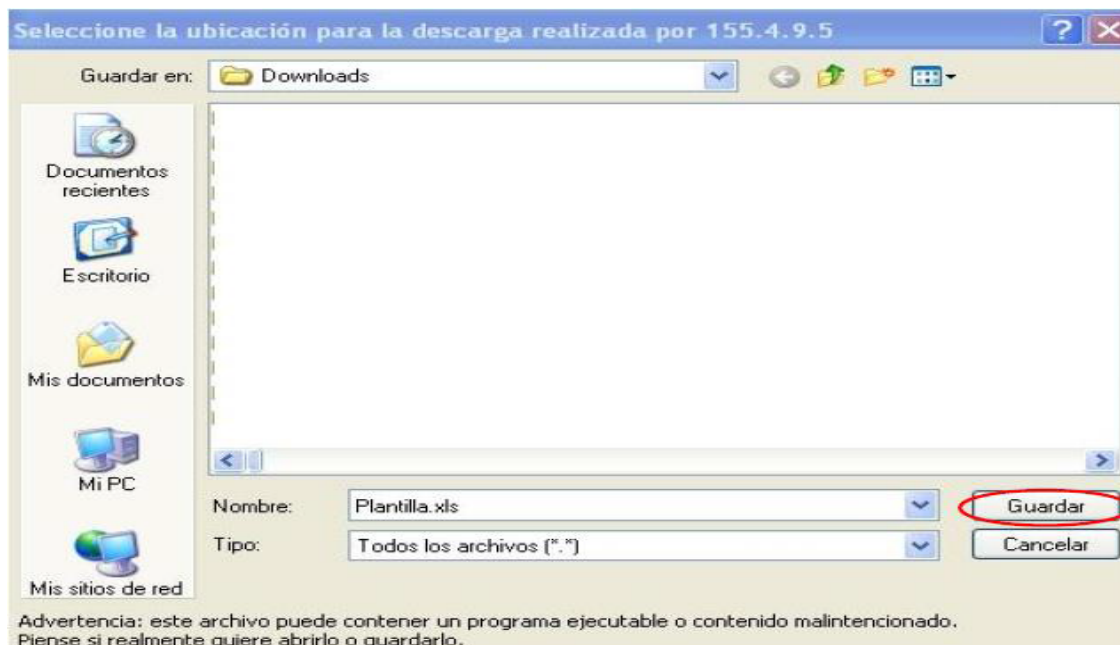 Seleccione la ubicación para la descarga realizada por 155.4.9.5
Guardar en:
Downloads
Documentos
recientes
Escritorio
Mis documentos
Mi PC
Mis sitios de red
Nombre:
Plantilla.xls
Guardar
Tipo:
Todos los archivos (*.*)
Cancelar
Advertencia: este archivo puede contener un programa ejecutable o contenido malintencionado.
Piense si realmente quiere abrirlo o guardarlo.